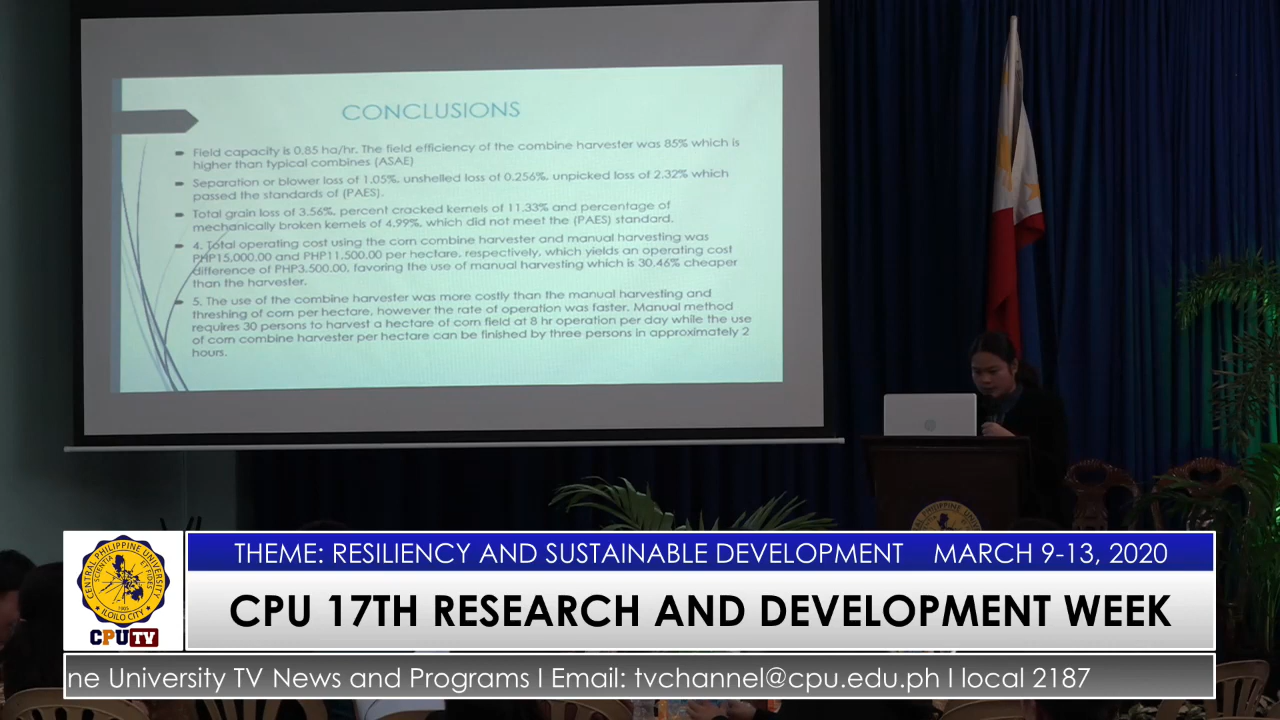 CONCLUSIONS
Field capacity is 0.85 ha/hr. The field efficiency of the combine harvester was 85% which is
higher than typical combines (ASAE)
Separation or blower loss of 1.05%, unshelled loss of 0.256%, unpicked loss of 2.32% which
passed the standards of (PAES).
Total grain loss of 3.56%, percent cracked kernels of 11.33% and percentage of
mechanically broken kernels of 4.99%, which did not meet the (PAES) standard.
4. Total operating cost using the corn combine harvester and manual harvesting was
PHP15,000.00 and PHP11,500.00 per hectare, respectively, which yields an operating cost
difference of PHP3,500.00, favoring the use of manual harvesting which is 30.46% cheaper
than the harvester.
5. The use of the combine harvester was more costly than the manual harvesting and
threshing of corn per hectare, however the rate of operation was faster. Manual method
requires 30 persons to harvest a hectare of corn field at 8 hr operation per day while the use
of corn combine harvester per hectare can be finished by three persons in approximately 2
hours.
CENTRAL PHILIPPINE UNIV
THEME: RESILIENCY AND SUSTAINABLE DEVELOPMENT MARCH 9-13, 2020
CENTRAL PHILIPPINE UNIVERSITY
SCIENTIA ET FIDES
1905
ILOILO CITY
CPUTV
CPU 17TH RESEARCH AND DEVELOPMENT WEEK
ne University TV News and Programs I Email: tvchannel@cpu.edu.ph I local 2187